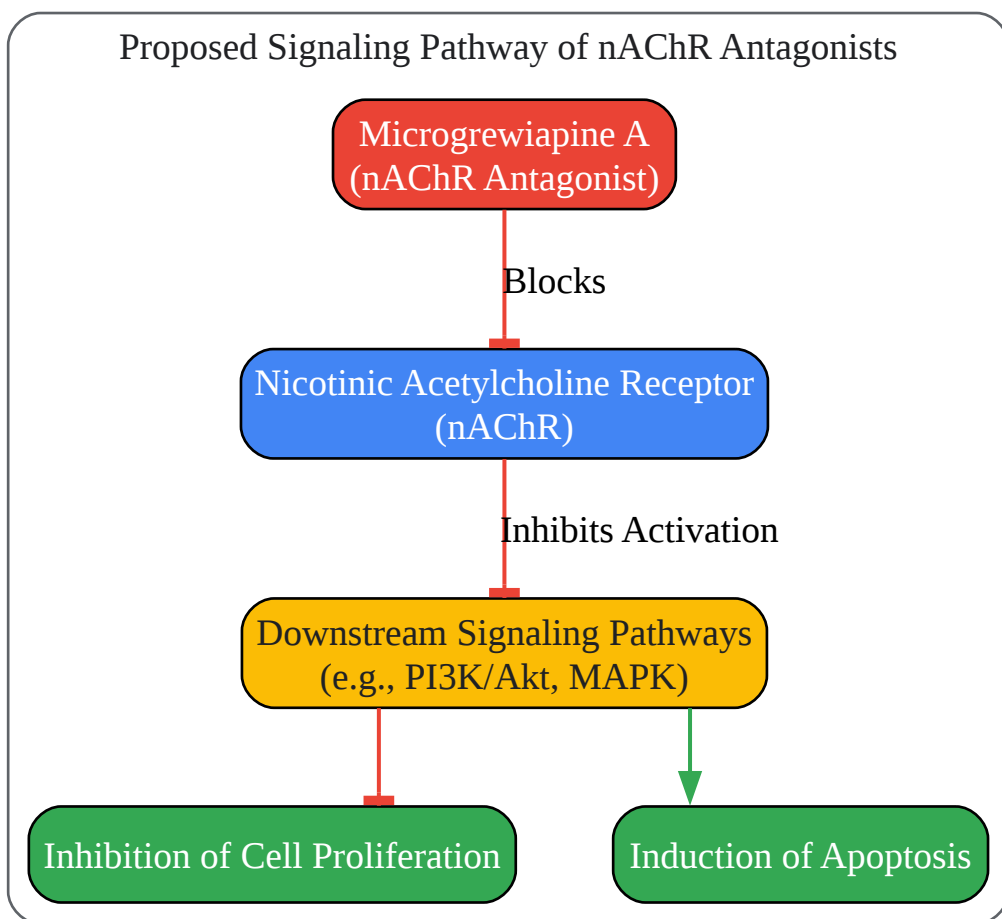 Proposed Signaling Pathway of nAChR Antagonists
Microgrewiapine A
(nAChR Antagonist)
Blocks
Nicotinic Acetylcholine Receptor
(nAChR)
Inhibits Activation
Downstream Signaling Pathways
(e.g., PI3K/Akt, MAPK)
Inhibition of Cell Proliferation
Induction of Apoptosis